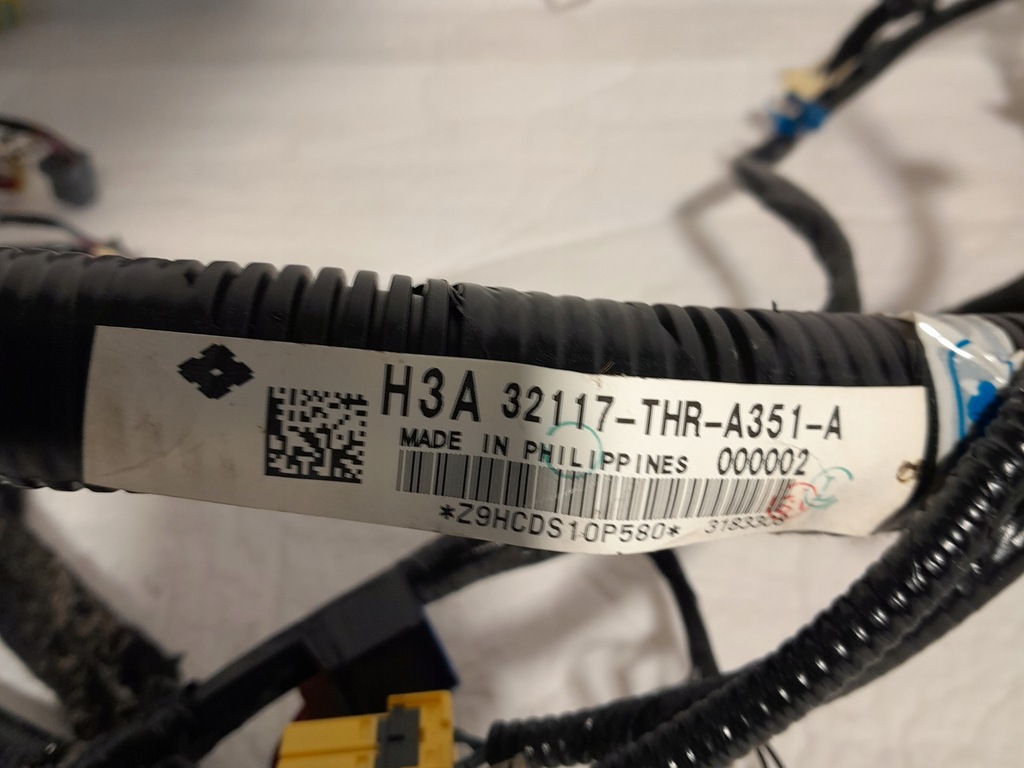 H3A 32117-THR-A351-A
MADE IN PHILIPPINES 000002
*Z9HCDS10P580*